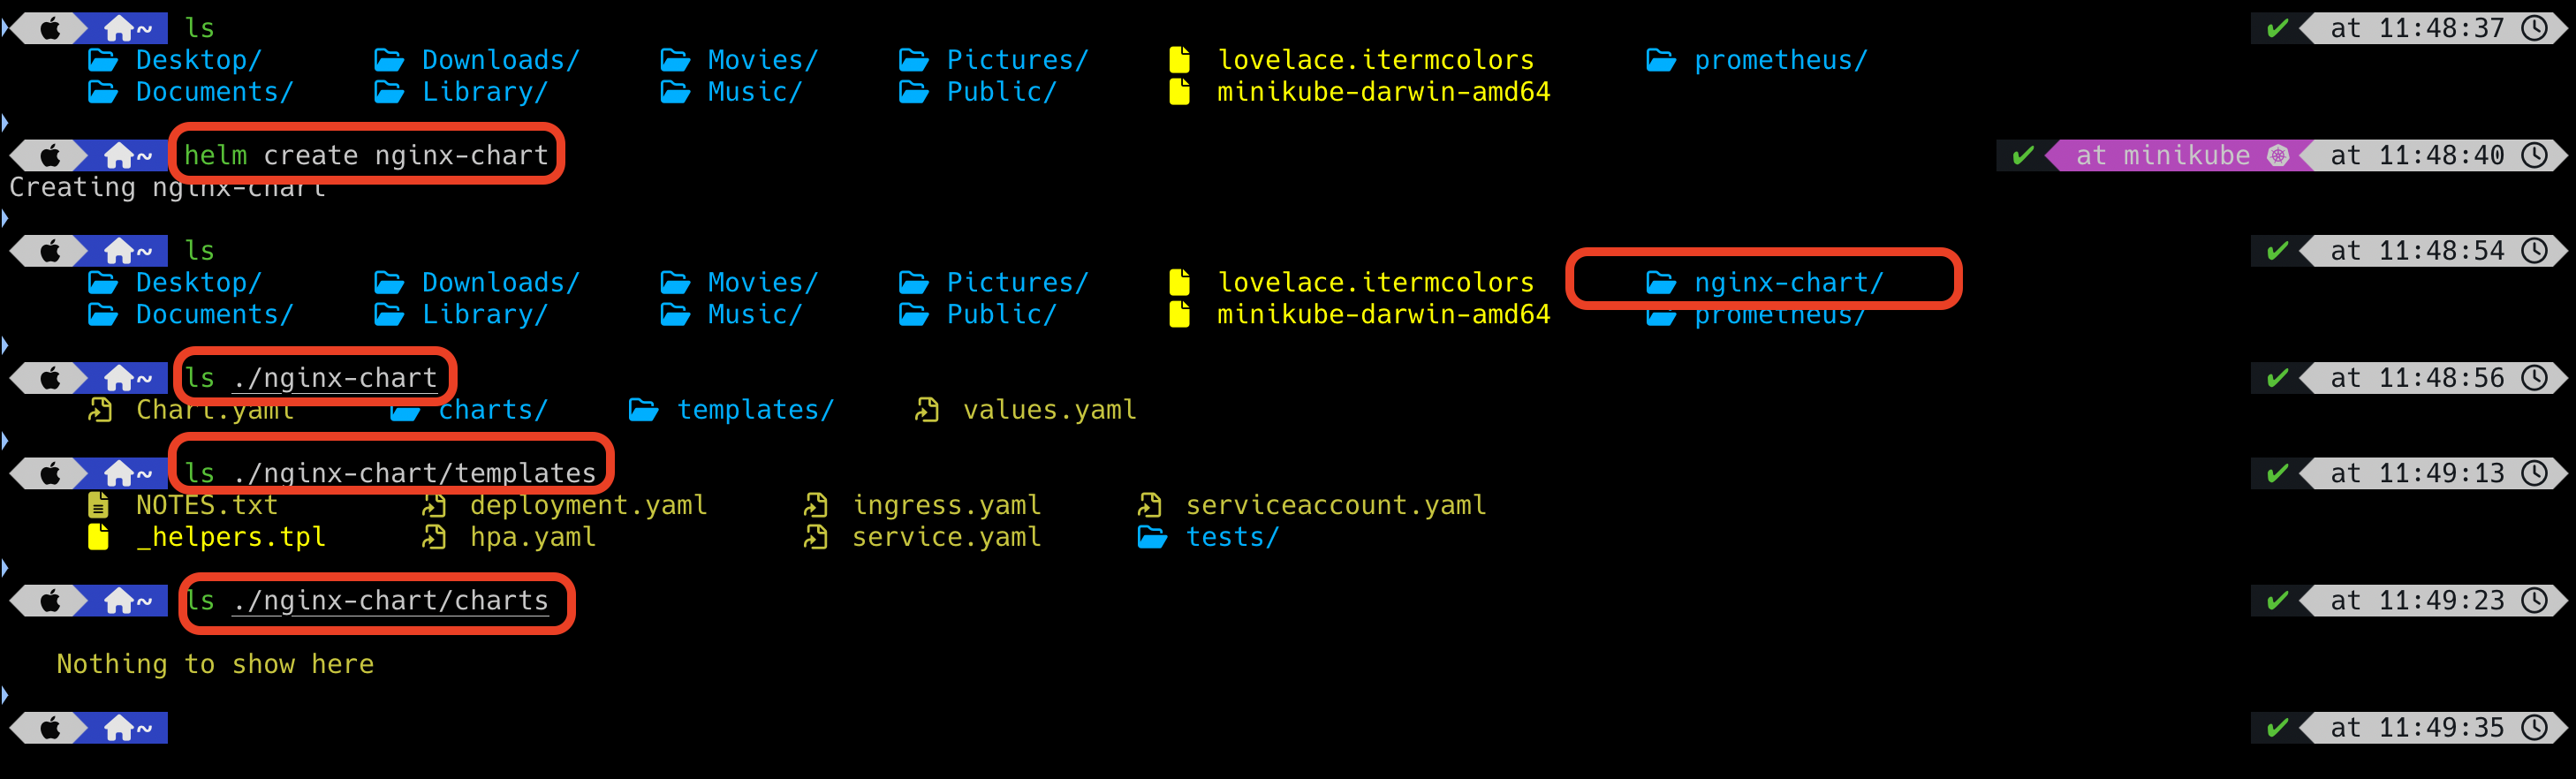 ~ ls ✔ at 11:48:37
Desktop/ Downloads/ Movies/ Pictures/ lovelace.itermcolors prometheus/
Documents/ Library/ Music/ Public/ minikube-darwin-amd64
~ helm create nginx-chart ✔ at minikube at 11:48:40
Creating nginx-chart
~ ls ✔ at 11:48:54
Desktop/ Downloads/ Movies/ Pictures/ lovelace.itermcolors nginx-chart/
Documents/ Library/ Music/ Public/ minikube-darwin-amd64 prometheus/
~ ls ./nginx-chart ✔ at 11:48:56
Chart.yaml charts/ templates/ values.yaml
~ ls ./nginx-chart/templates ✔ at 11:49:13
NOTES.txt deployment.yaml ingress.yaml serviceaccount.yaml
_helpers.tpl hpa.yaml service.yaml tests/
~ ls ./nginx-chart/charts ✔ at 11:49:23
Nothing to show here
~ ✔ at 11:49:35